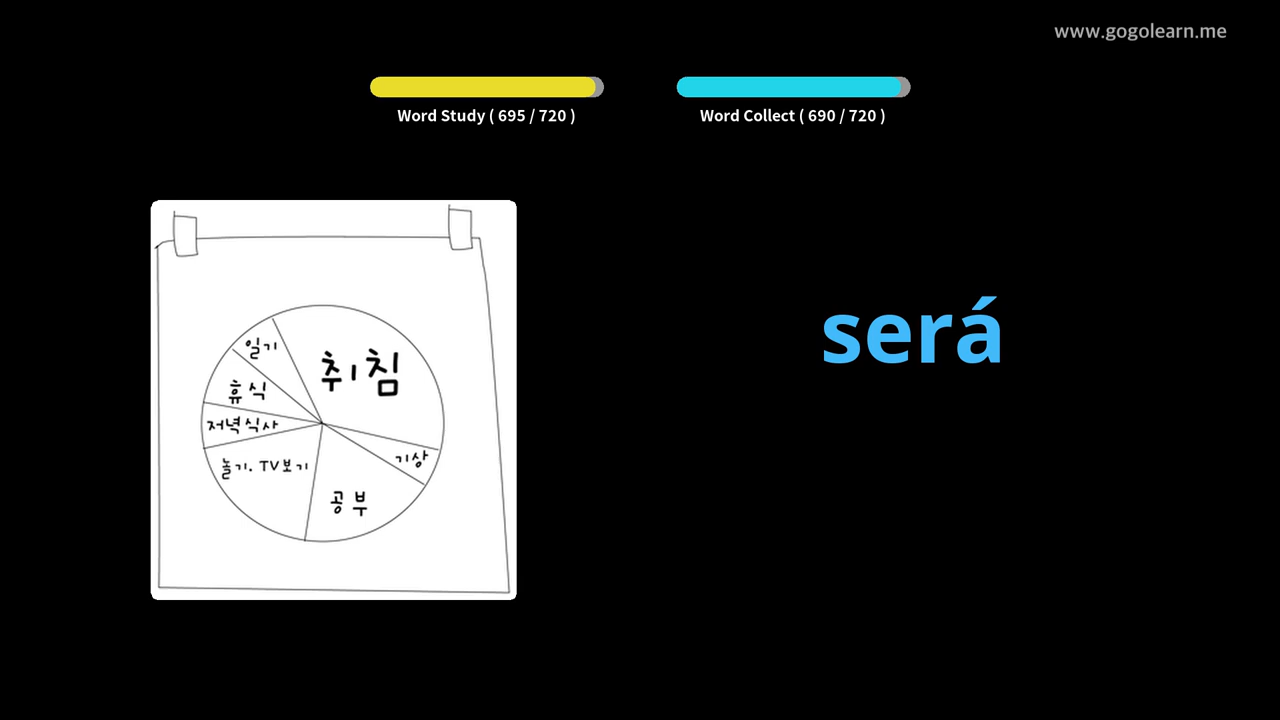 www.gogolearn.me
Word Study ( 695 / 720 )
Word Collect ( 690 / 720 )
일기
취침
휴식
저녁식사
놀기. TV보기
기상
공부
será